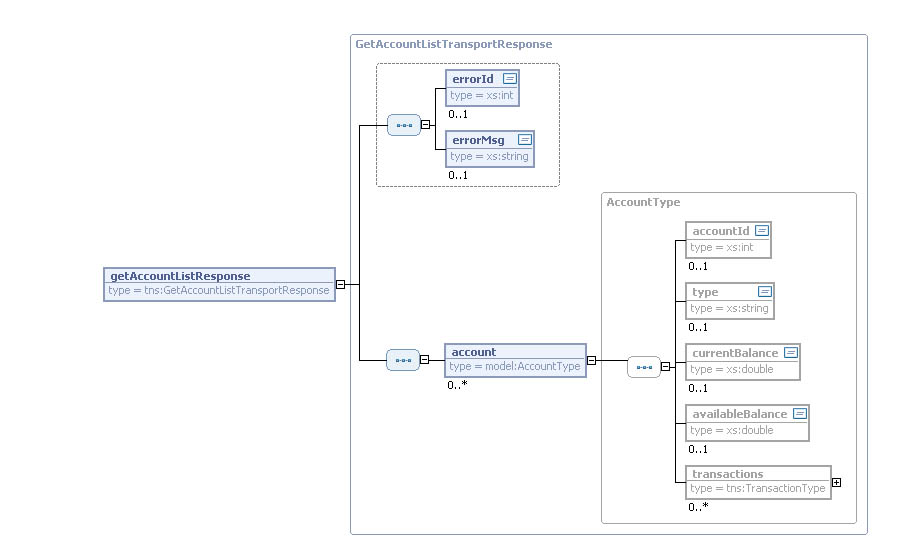 GetAccountListTransportResponse
errorId
type = xs:int
0..1
errorMsg
type = xs:string
0..1
AccountType
accountId
type = xs:int
0..1
getAccountListResponse
type = tns:GetAccountListTransportResponse
type
type = xs:string
0..1
account
type = model:AccountType
0..*
currentBalance
type = xs:double
0..1
availableBalance
type = xs:double
0..1
transactions
type = tns:TransactionType
0..*